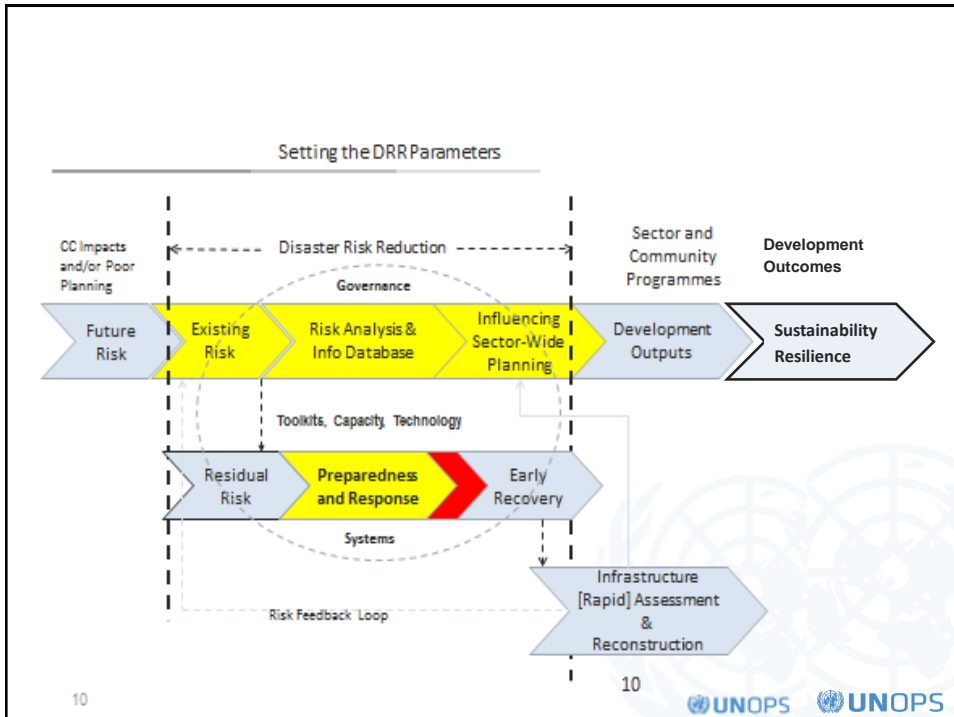 Setting the DRR Parameters
CC Impacts
and/or Poor
Planning
Disaster Risk Reduction
Sector and
Community
Programmes
Development
Outcomes
Governance
Future
Risk
Existing
Risk
Risk Analysis &
Info Database
Influencing
Sector-Wide
Planning
Development
Outputs
Sustainability
Resilience
Toolkits, Capacity, Technology
Residual
Risk
Preparedness
and Response
Early
Recovery
Systems
Infrastructure
[Rapid] Assessment
&
Reconstruction
Risk Feedback Loop
10
10
UNOPS
UNOPS